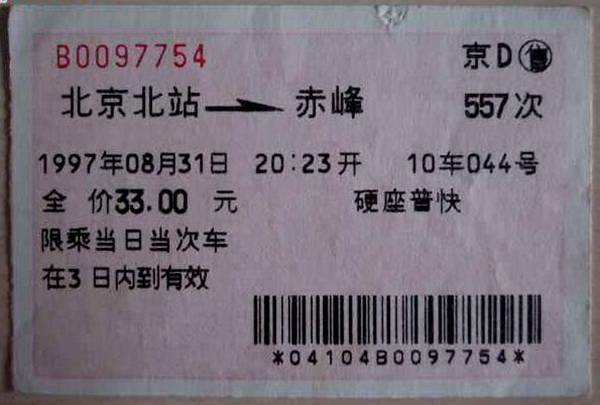 B0097754 京D㊋售
北京北站 赤峰 557次
1997年08月31日 20:23开 10车044号
全 价33.00 元 硬座普快
限乘当日当次车
在3日内到有效
*04104B0097754*